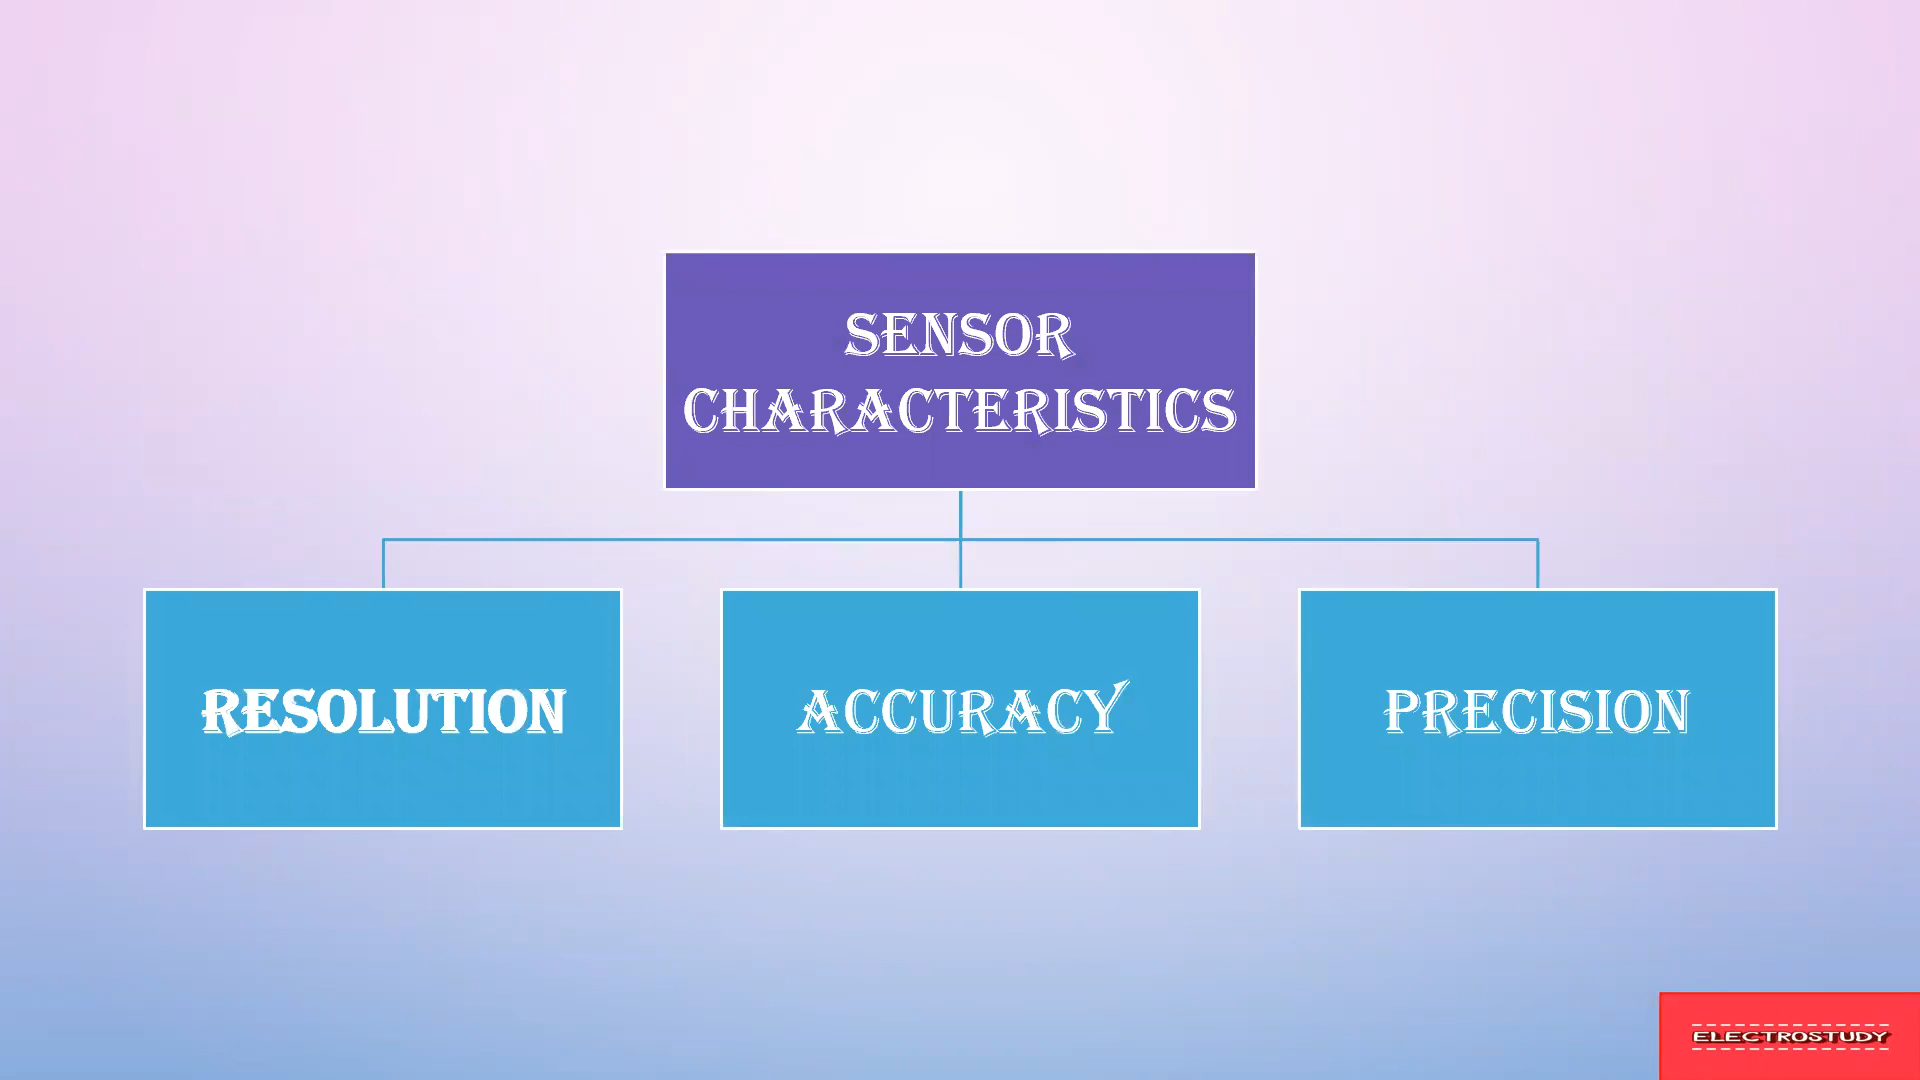 SENSOR
CHARACTERISTICS
RESOLUTION
ACCURACY
PRECISION
ELECTROSTUDY